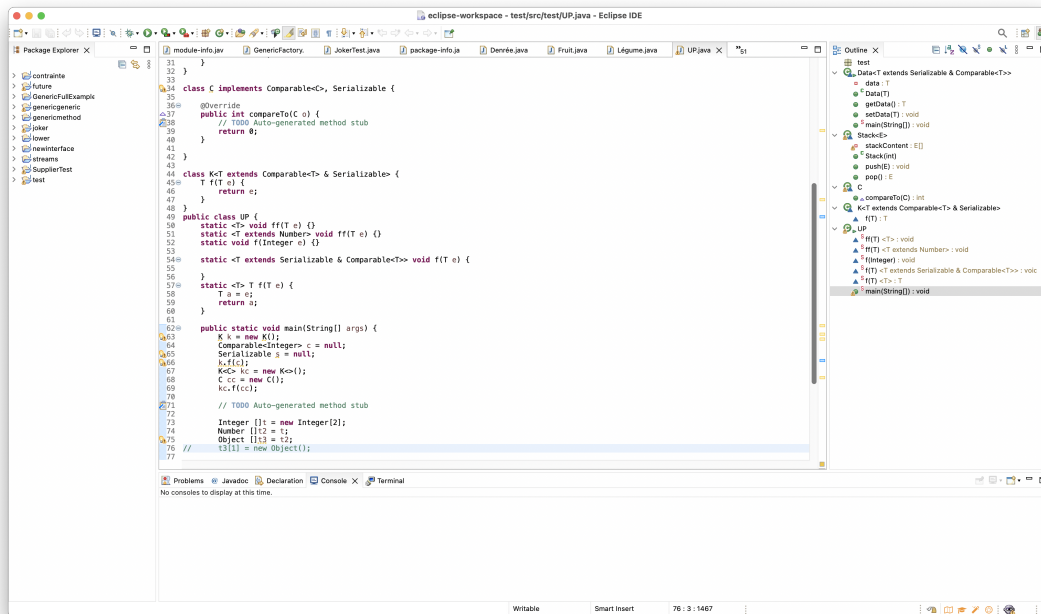 eclipse-workspace - test/src/test/UP.java - Eclipse IDE
Package Explorer
contrainte
future
GenericFullExample
genericgeneric
genericmethod
joker
lower
newinterface
streams
SupplierTest
test
module-info.jav
GenericFactory.
JokerTest.java
package-info.ja
Denrée.java
Fruit.java
Légume.java
UP.java
»51
31 }
32 }
33
34 class C implements Comparable<C>, Serializable {
35
36 @Override
37 public int compareTo(C o) {
38 // TODO Auto-generated method stub
39 return 0;
40 }
41
42 }
43
44 class K<T extends Comparable<T> & Serializable> {
45 T f(T e) {
46 return e;
47 }
48 }
49 public class UP {
50 static <T> void ff(T e) {}
51 static <T extends Number> void ff(T e) {}
52 static void f(Integer e) {}
53
54 static <T extends Serializable & Comparable<T>> void f(T e) {
55
56 }
57 static <T> T f(T e) {
58 T a = e;
59 return a;
60 }
61
62 public static void main(String[] args) {
63 K k = new K();
64 Comparable<Integer> c = null;
65 Serializable s = null;
66 k.f(c);
67 K<C> kc = new K<>();
68 C cc = new C();
69 kc.f(cc);
70
71 // TODO Auto-generated method stub
72
73 Integer []t = new Integer[2];
74 Number []t2 = t;
75 Object []t3 = t2;
76 // t3[1] = new Object();
77
Outline
test
Data<T extends Serializable & Comparable<T>>
data : T
Data(T)
getData() : T
setData(T) : void
main(String[]) : void
Stack<E>
stackContent : E[]
Stack(int)
push(E) : void
pop() : E
C
compareTo(C) : int
K<T extends Comparable<T> & Serializable>
f(T) : T
UP
ff(T) <T> : void
ff(T) <T extends Number> : void
f(Integer) : void
f(T) <T extends Serializable & Comparable<T>> : voic
f(T) <T> : T
main(String[]) : void
Problems
Javadoc
Declaration
Console
Terminal
No consoles to display at this time.
Writable
Smart Insert
76 : 3 : 1467